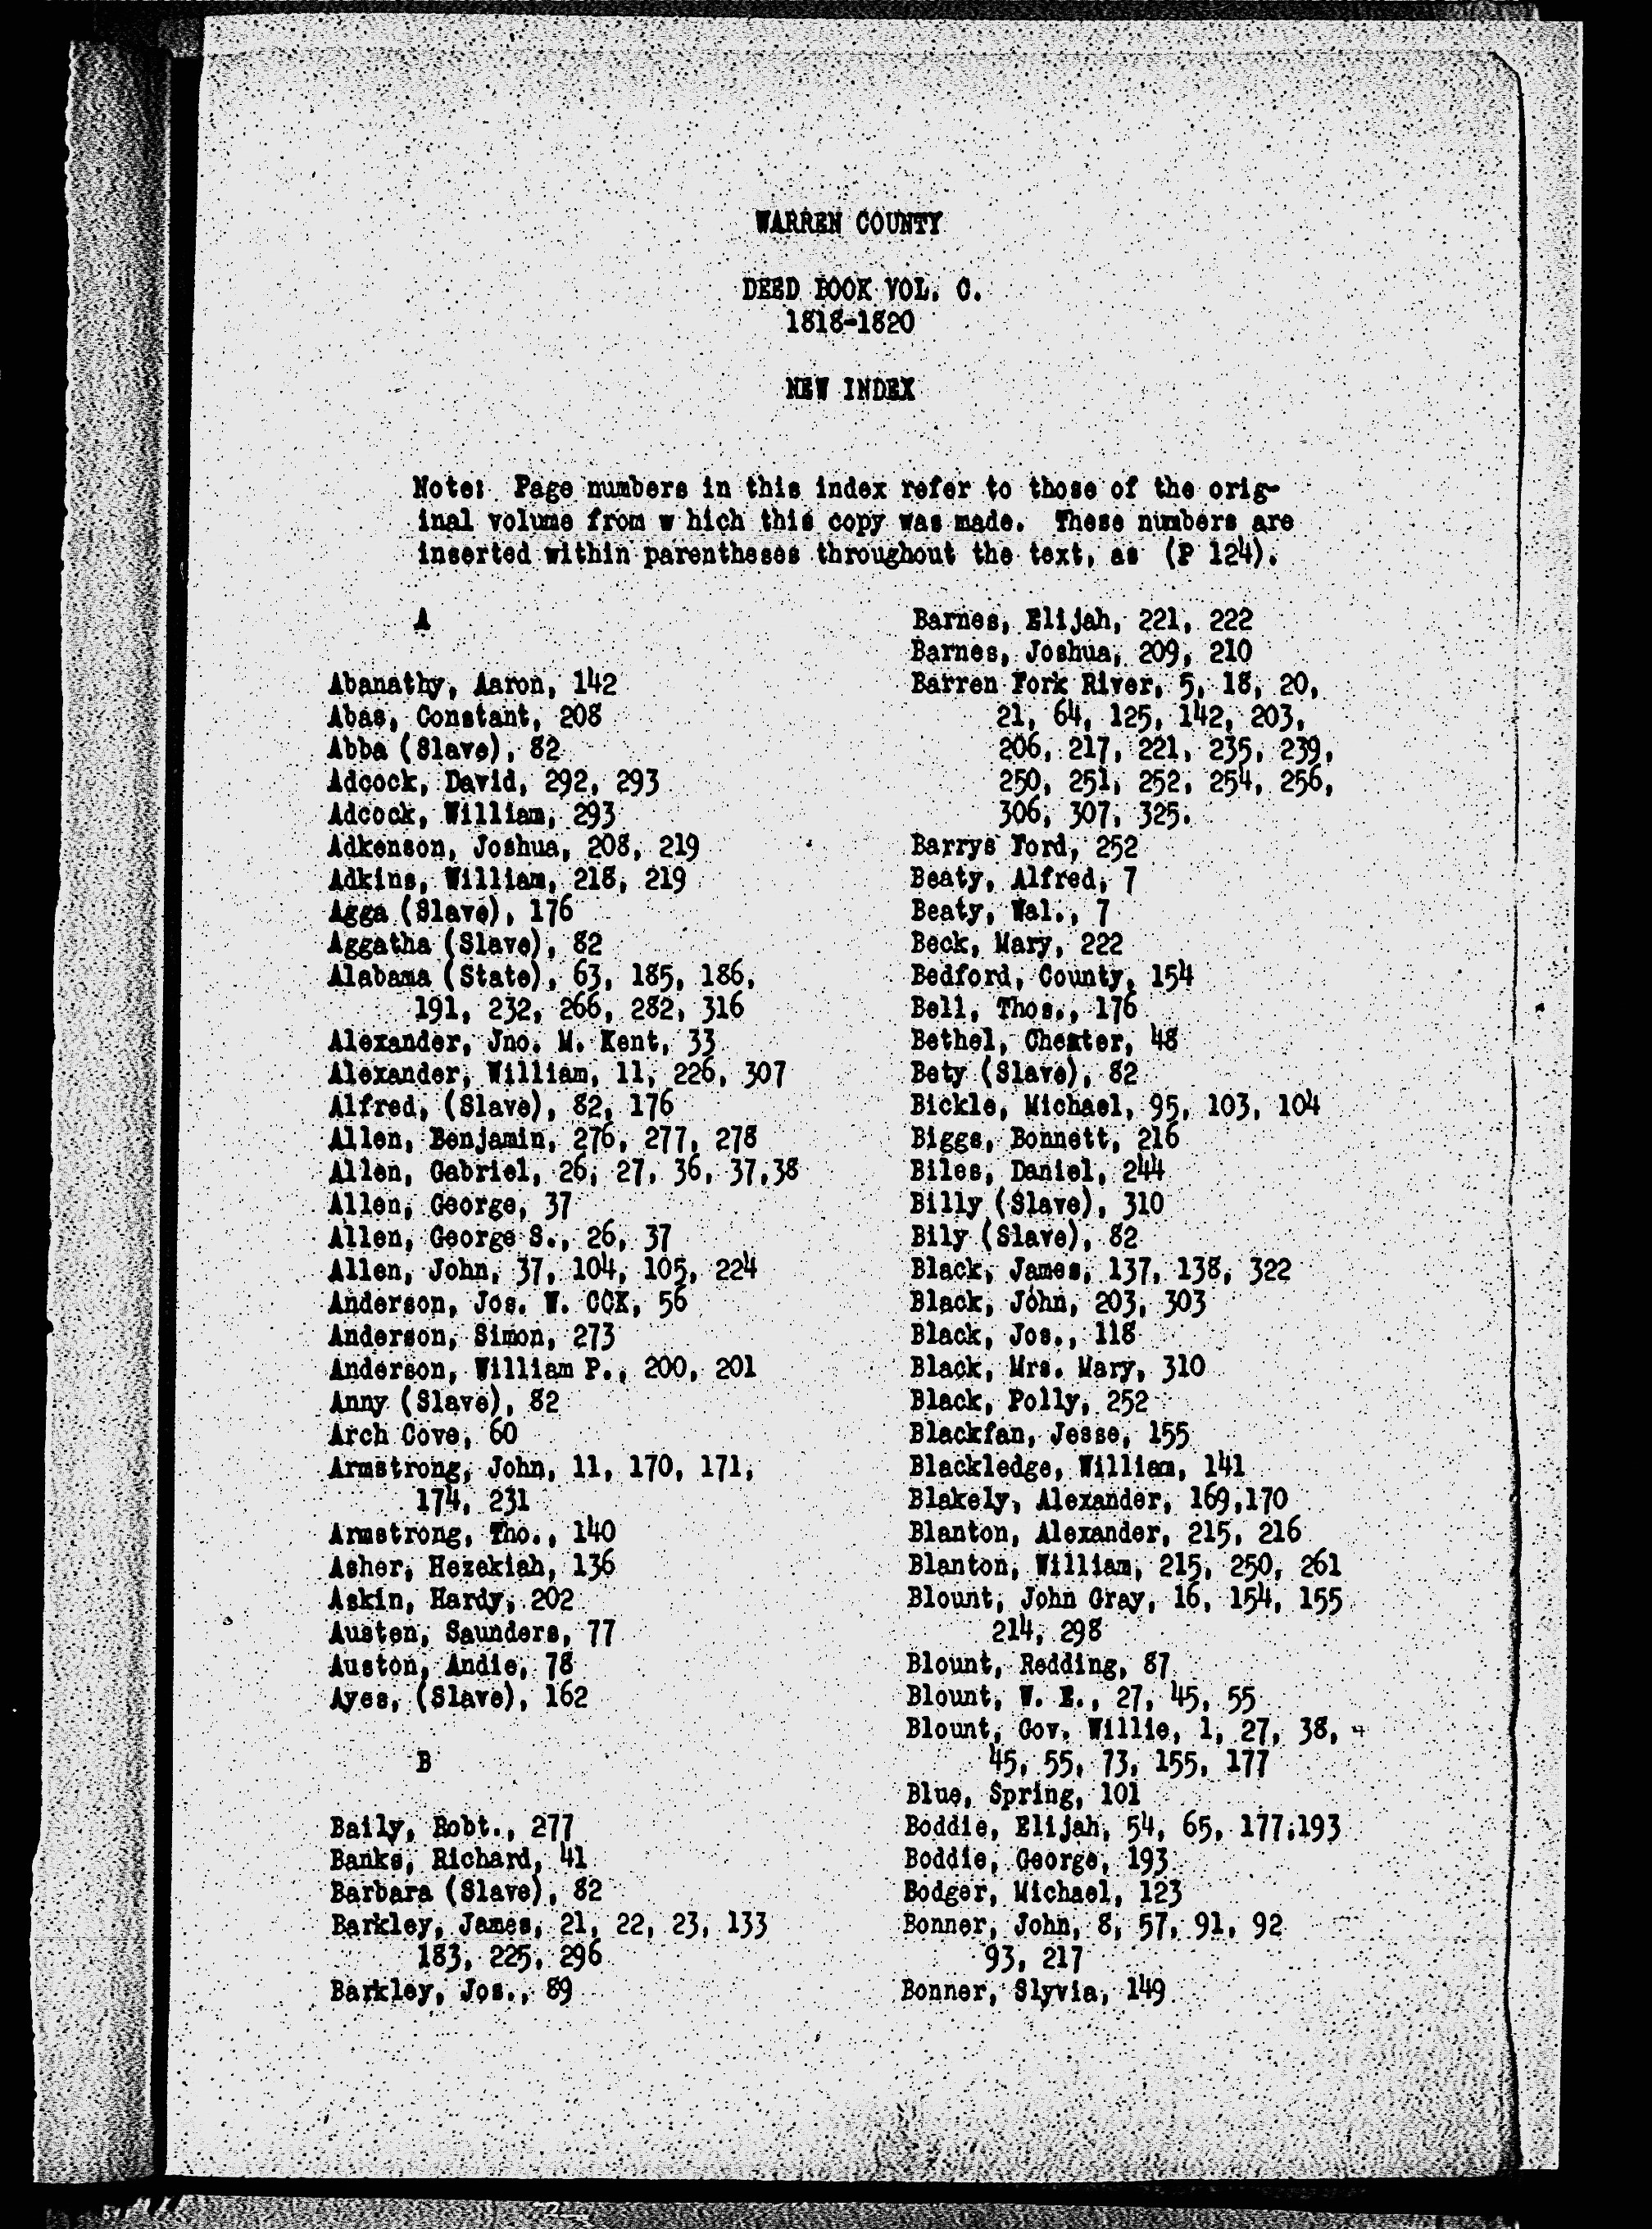 WARREN COUNTY
DEED BOOK VOL. C.
1818-1820
NEW INDEX
Note: Page numbers in this index refer to those of the orig-
inal volume from w hich this copy was made. These numbers are
inserted within parentheses throughout the text, as (P 124).
A
Abanathy, Aaron, 142
Abas, Constant, 208
Abba (Slave), 82
Adcock, David, 292, 293
Adcock, William, 293
Adkenson, Joshua, 208, 219
Adkins, William, 218, 219
Agga (Slave), 176
Aggatha (Slave), 82
Alabama (State), 63, 185, 186,
191, 232, 266, 282, 316
Alexander, Jno. M. Kent, 33
Alexander, William, 11, 226, 307
Alfred, (Slave), 82, 176
Allen, Benjamin, 276, 277, 278
Allen, Gabriel, 26, 27, 36, 37,38
Allen, George, 37
Allen, George S., 26, 37
Allen, John, 37, 104, 105, 224
Anderson, Jos. W. CCK, 56
Anderson, Simon, 273
Anderson, William P., 200, 201
Anny (Slave), 82
Arch Cove, 60
Armstrong, John, 11, 170, 171,
174, 231
Armstrong, Tho., 140
Asher, Hezekiah, 136
Askin, Hardy, 202
Austen, Saunders, 77
Auston, Andie, 78
Ayes, (Slave), 162
B
Baily, Robt., 277
Banks, Richard, 41
Barbara (Slave), 82
Barkley, James, 21, 22, 23, 133
183, 225, 296
Barkley, Jos., 89
Barnes, Elijah, 221, 222
Barnes, Joshua, 209, 210
Barren Fork River, 5, 18, 20,
21, 64, 125, 142, 203,
206, 217, 221, 235, 239,
250, 251, 252, 254, 256,
306, 307, 325.
Barrys Ford, 252
Beaty, Alfred, 7
Beaty, Wal., 7
Beck, Mary, 222
Bedford, County, 154
Bell, Thos., 176
Bethel, Chester, 48
Bety (Slave), 82
Bickle, Michael, 95, 103, 104
Biggs, Bonnett, 216
Biles, Daniel, 244
Billy (Slave), 310
Bily (Slave), 82
Black, James, 137, 138, 322
Black, John, 203, 303
Black, Jos., 118
Black, Mrs. Mary, 310
Black, Polly, 252
Blackfan, Jesse, 155
Blackledge, William, 141
Blakely, Alexander, 169,170
Blanton, Alexander, 215, 216
Blanton, William, 215, 250, 261
Blount, John Gray, 16, 154, 155
214, 298
Blount, Redding, 87
Blount, W. E., 27, 45, 55
Blount, Gov. Willie, 1, 27, 38,
45, 55, 73, 155, 177
Blue, Spring, 101
Boddie, Elijah, 54, 65, 177,193
Boddie, George, 193
Bodger, Michael, 123
Bonner, John, 8, 57, 91, 92
93, 217
Bonner, Slyvia, 149